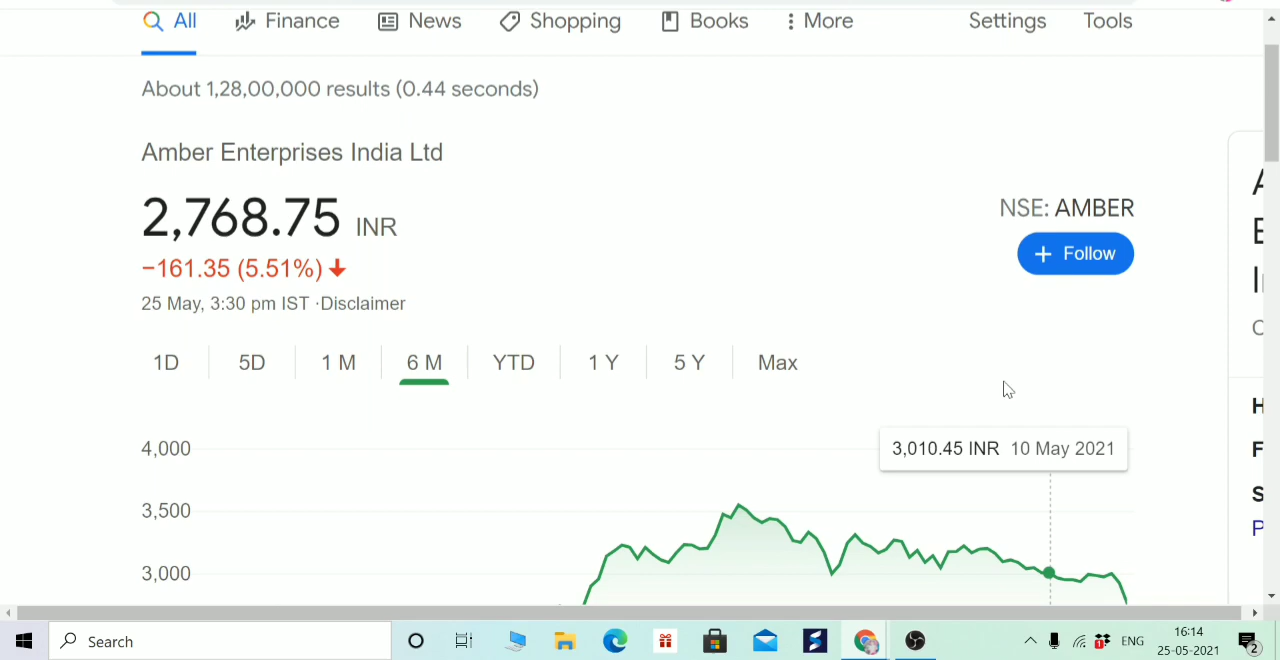 All Finance News Shopping Books More Settings Tools
About 1,28,00,000 results (0.44 seconds)
Amber Enterprises India Ltd
2,768.75 INR
NSE: AMBER
−161.35 (5.51%)
+ Follow
25 May, 3:30 pm IST ·Disclaimer
1D 5D 1 M 6 M YTD 1 Y 5 Y Max
3,010.45 INR 10 May 2021
4,000
3,500
3,000
Search
ENG
16:14
25-05-2021
2